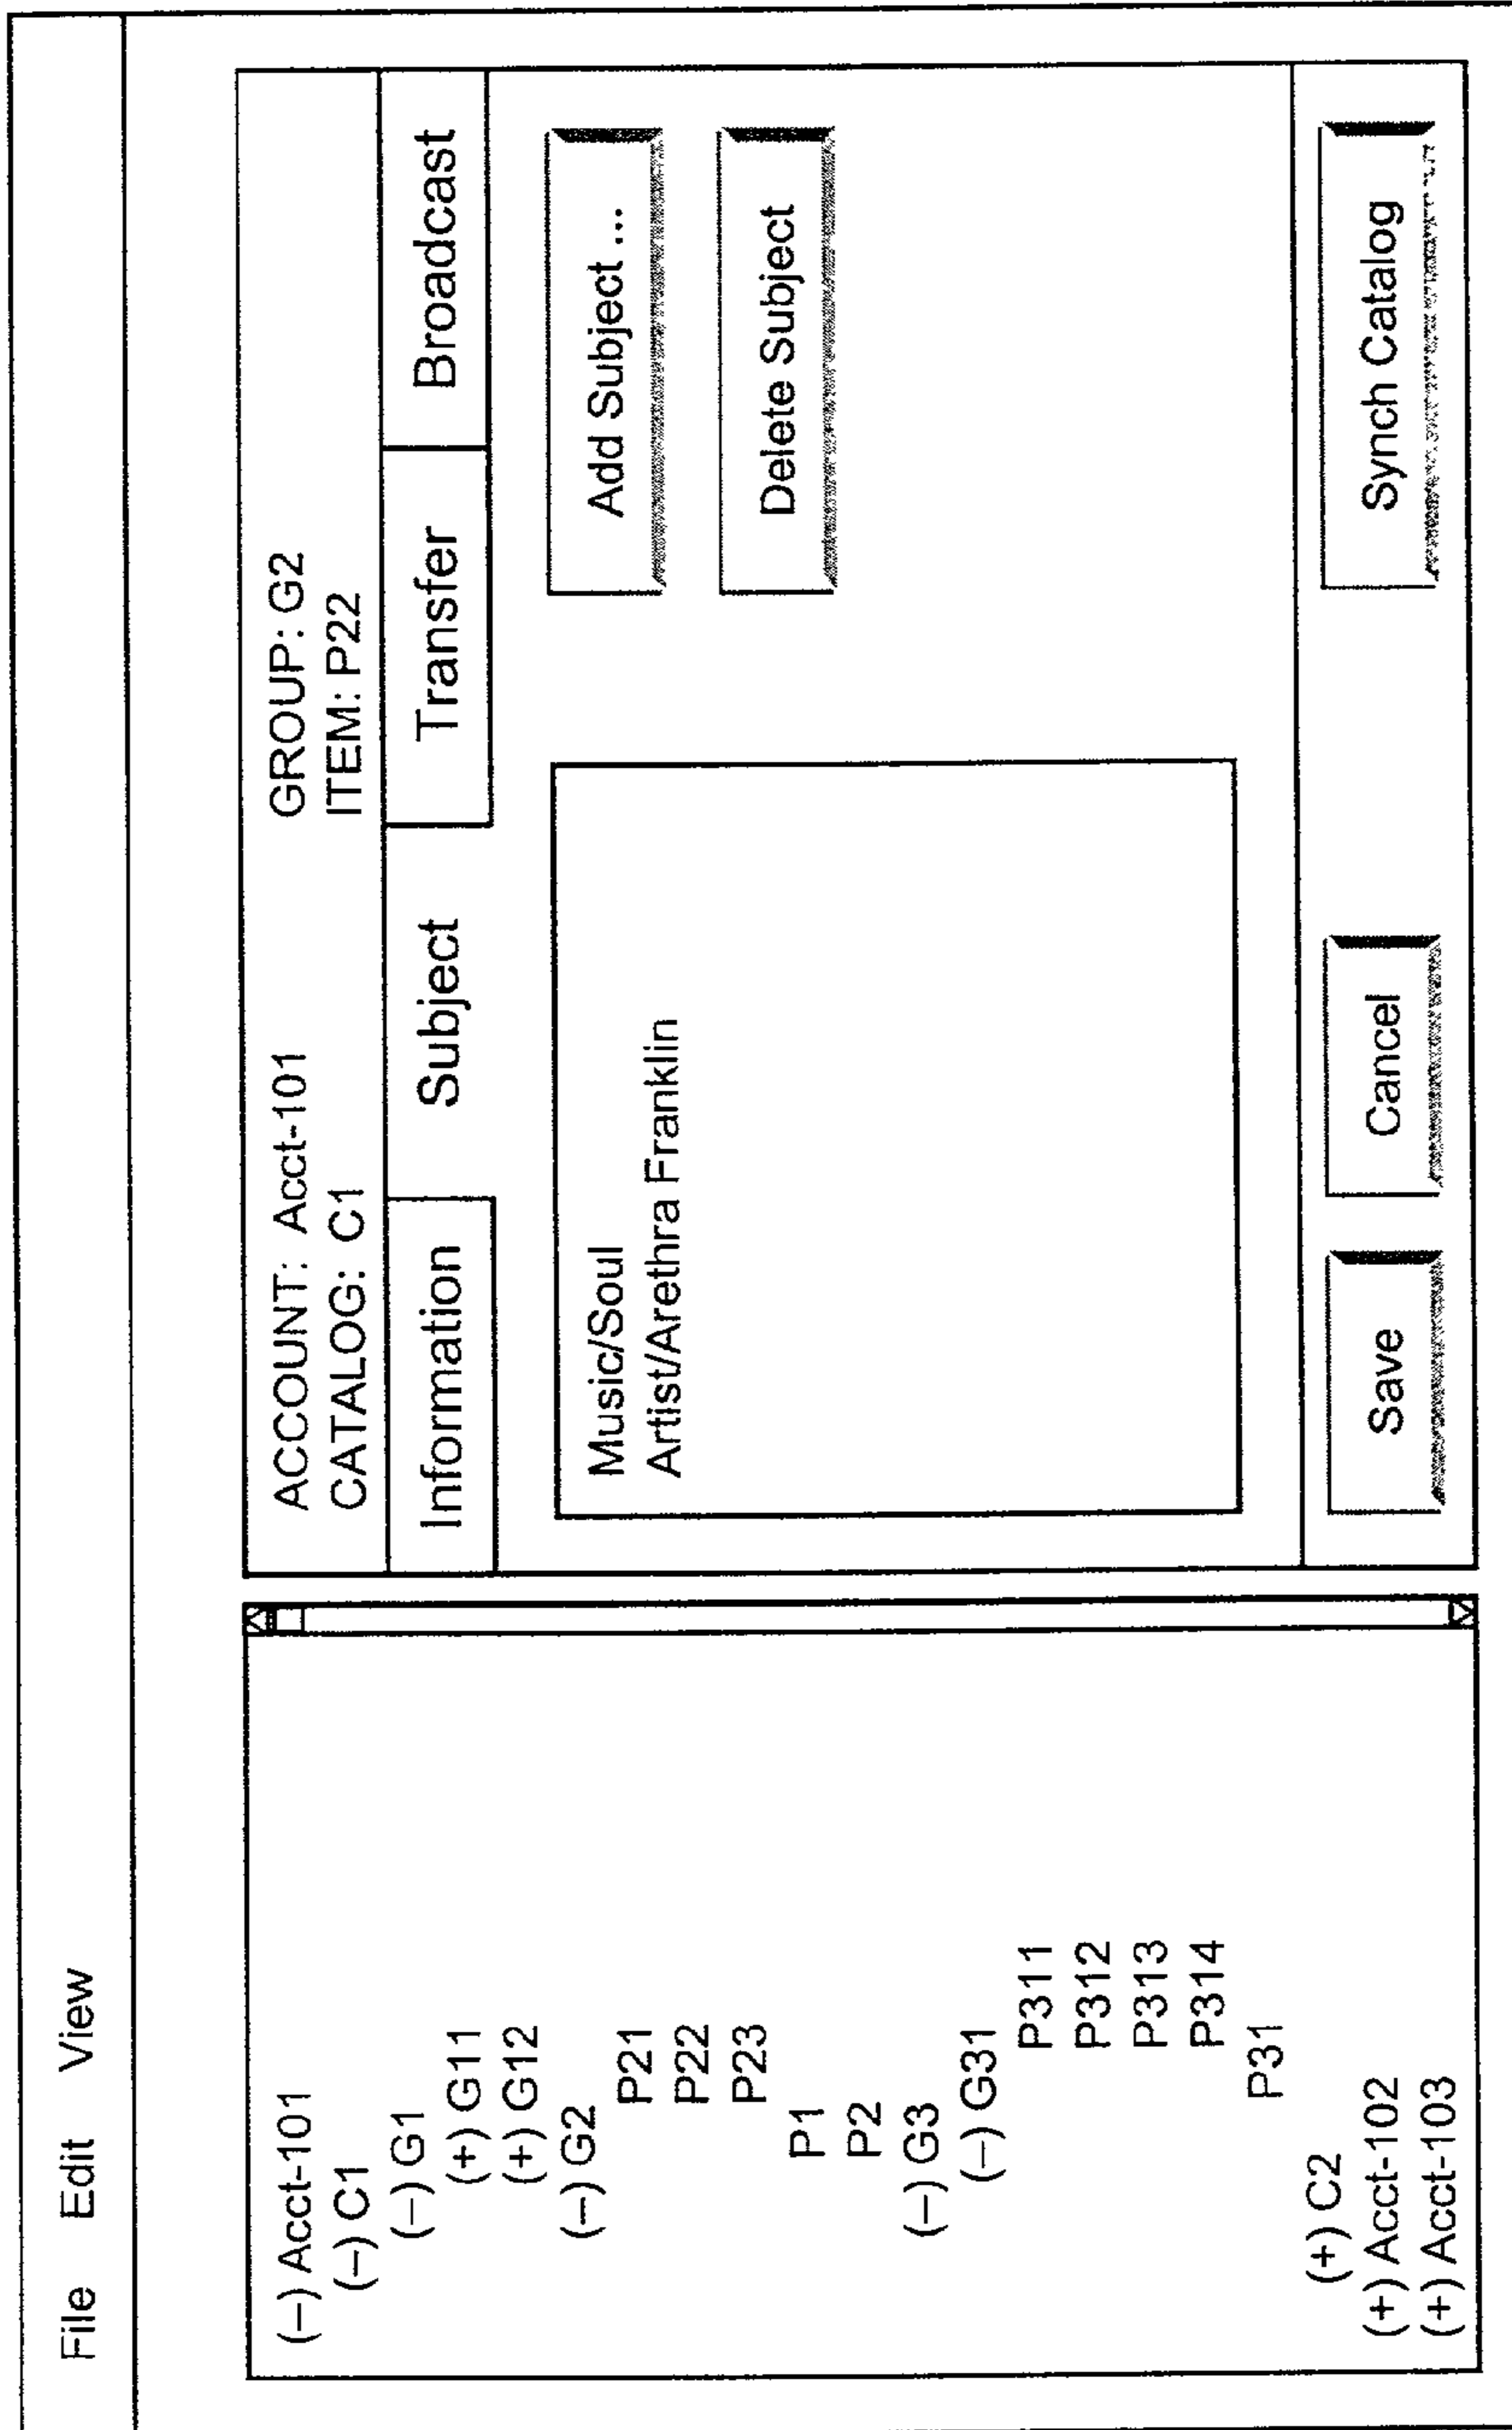 File Edit View
(–) Acct-101
(–) C1
(–) G1
(+) G11
(+) G12
(–) G2
P21
P22
P23
P1
P2
(–) G3
(–) G31
P311
P312
P313
P314
P31
(+) C2
(+) Acct-102
(+) Acct-103
ACCOUNT: Acct-101 GROUP: G2
CATALOG: C1 ITEM: P22
Information Subject Transfer Broadcast
Music/Soul
Artist/Arethra Franklin
Add Subject ...
Delete Subject
Save Cancel Synch Catalog